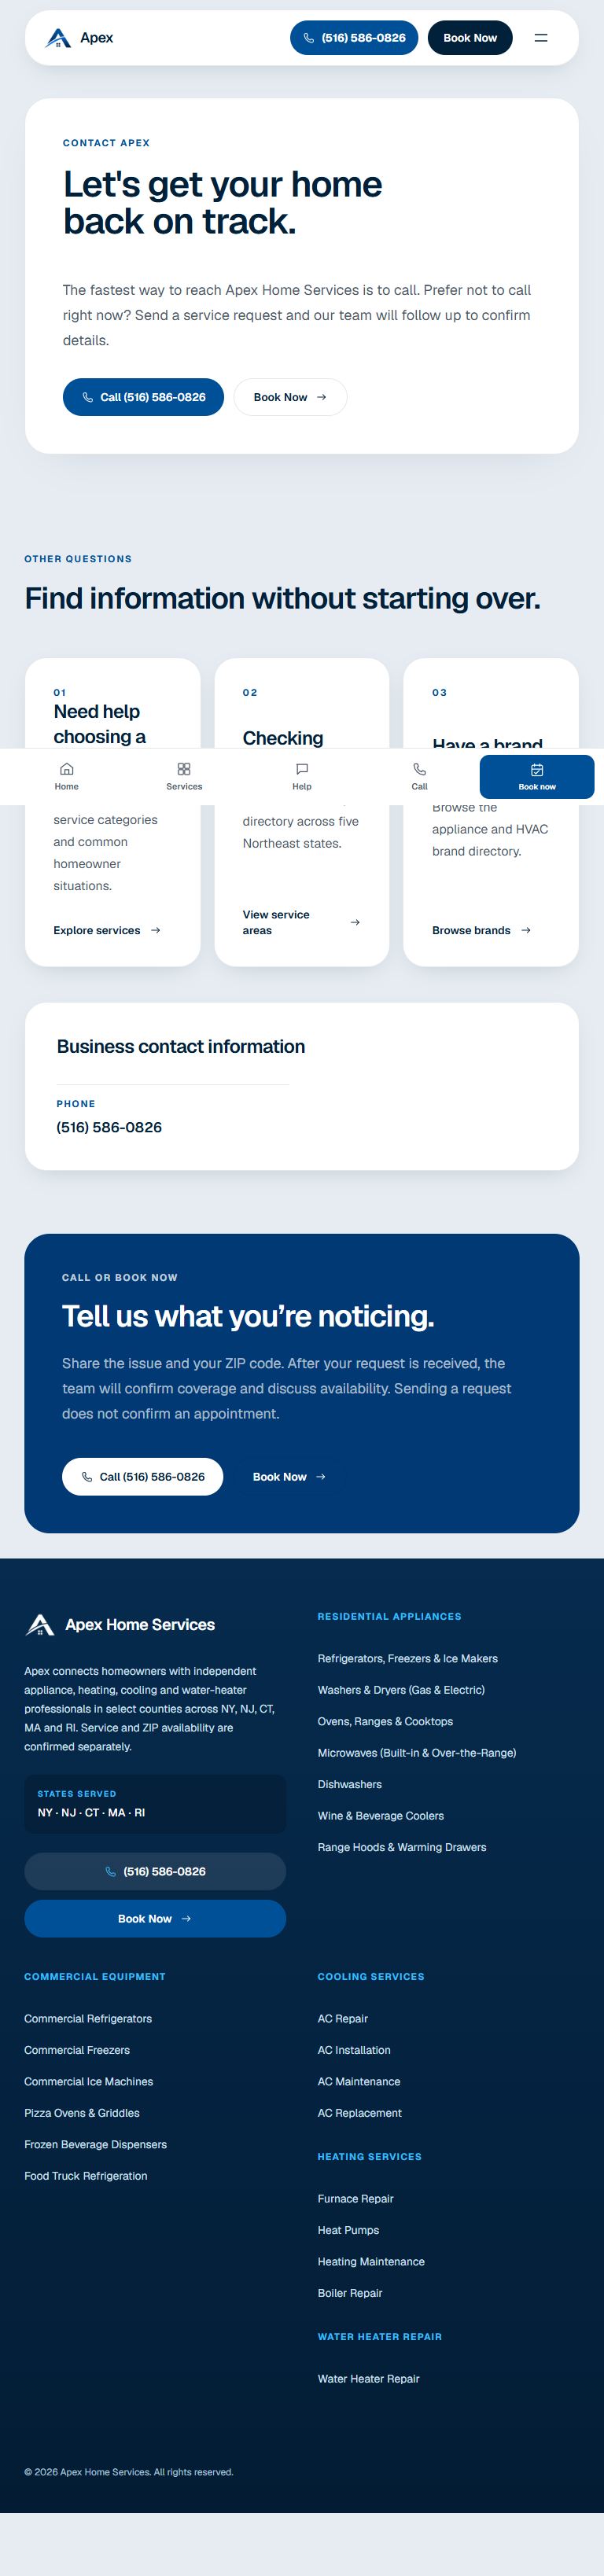 Apex
(516) 586-0826
Book Now
CONTACT APEX
Let's get your home
back on track.
The fastest way to reach Apex Home Services is to call. Prefer not to call
right now? Send a service request and our team will follow up to confirm
details.
Call (516) 586-0826
Book Now
OTHER QUESTIONS
Find information without starting over.
01
Need help
choosing a
service categories
and common
homeowner
situations.
Explore services
02
Checking
directory across five
Northeast states.
View service
areas
03
Have a brand
Browse the
appliance and HVAC
brand directory.
Browse brands
Home
Services
Help
Call
Book now
Business contact information
PHONE
(516) 586-0826
CALL OR BOOK NOW
Tell us what you’re noticing.
Share the issue and your ZIP code. After your request is received, the
team will confirm coverage and discuss availability. Sending a request
does not confirm an appointment.
Call (516) 586-0826
Book Now
Apex Home Services
Apex connects homeowners with independent
appliance, heating, cooling and water-heater
professionals in select counties across NY, NJ, CT,
MA and RI. Service and ZIP availability are
confirmed separately.
STATES SERVED
NY · NJ · CT · MA · RI
(516) 586-0826
Book Now
RESIDENTIAL APPLIANCES
Refrigerators, Freezers & Ice Makers
Washers & Dryers (Gas & Electric)
Ovens, Ranges & Cooktops
Microwaves (Built-in & Over-the-Range)
Dishwashers
Wine & Beverage Coolers
Range Hoods & Warming Drawers
COMMERCIAL EQUIPMENT
Commercial Refrigerators
Commercial Freezers
Commercial Ice Machines
Pizza Ovens & Griddles
Frozen Beverage Dispensers
Food Truck Refrigeration
COOLING SERVICES
AC Repair
AC Installation
AC Maintenance
AC Replacement
HEATING SERVICES
Furnace Repair
Heat Pumps
Heating Maintenance
Boiler Repair
WATER HEATER REPAIR
Water Heater Repair
© 2026 Apex Home Services. All rights reserved.